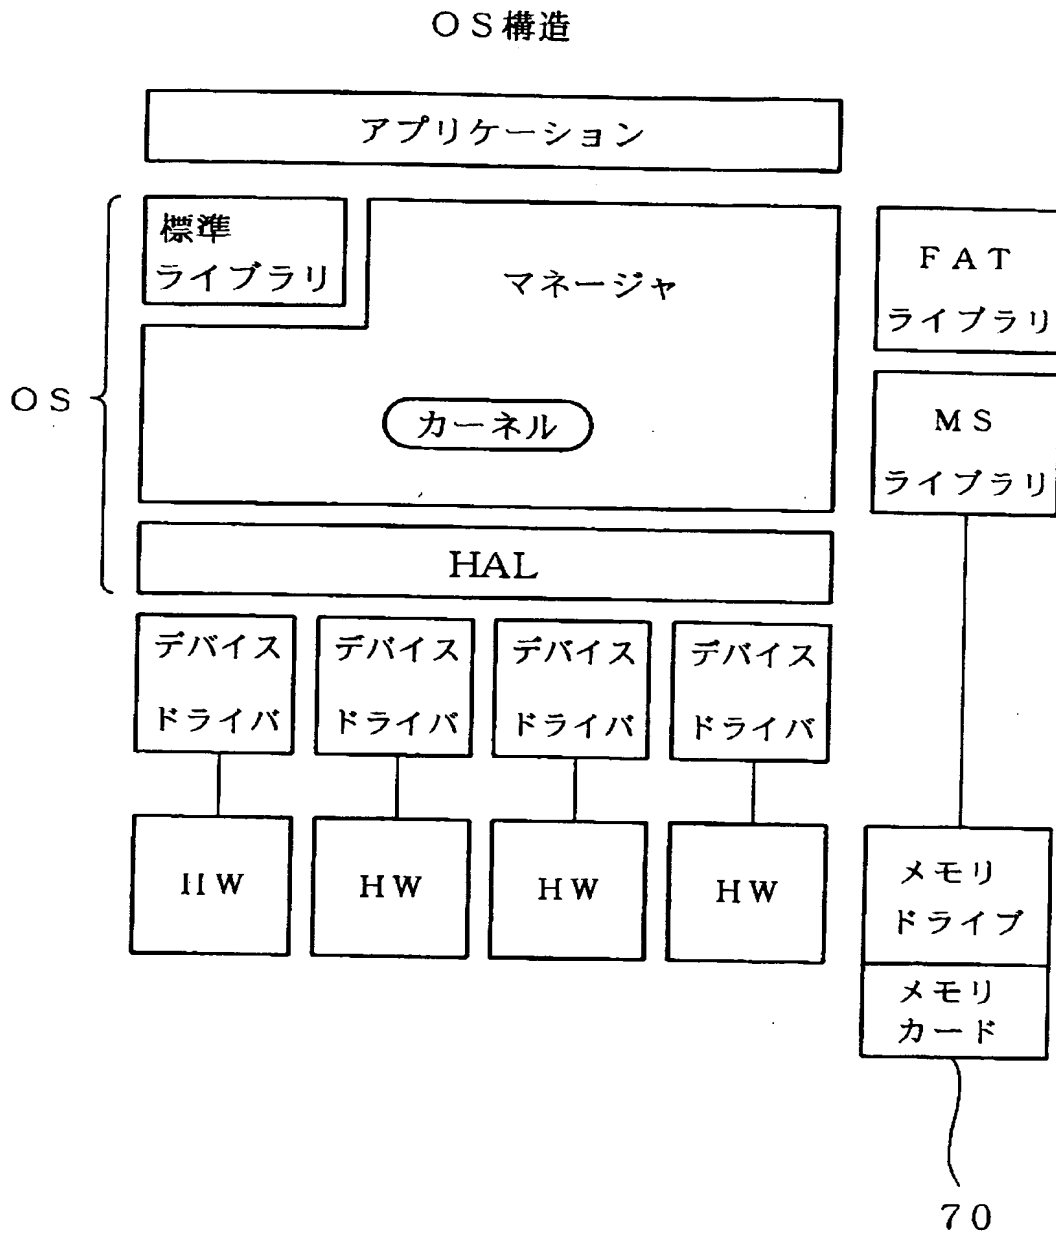 ＯＳ構造
アプリケーション
標準
ライブラリ
マネージャ
カーネル
ＯＳ
ＦＡＴ
ライブラリ
ＭＳ
ライブラリ
HAL
デバイス
ドライバ
デバイス
ドライバ
デバイス
ドライバ
デバイス
ドライバ
ＨＷ
ＨＷ
ＨＷ
ＨＷ
メモリ
ドライブ
メモリ
カード
７０